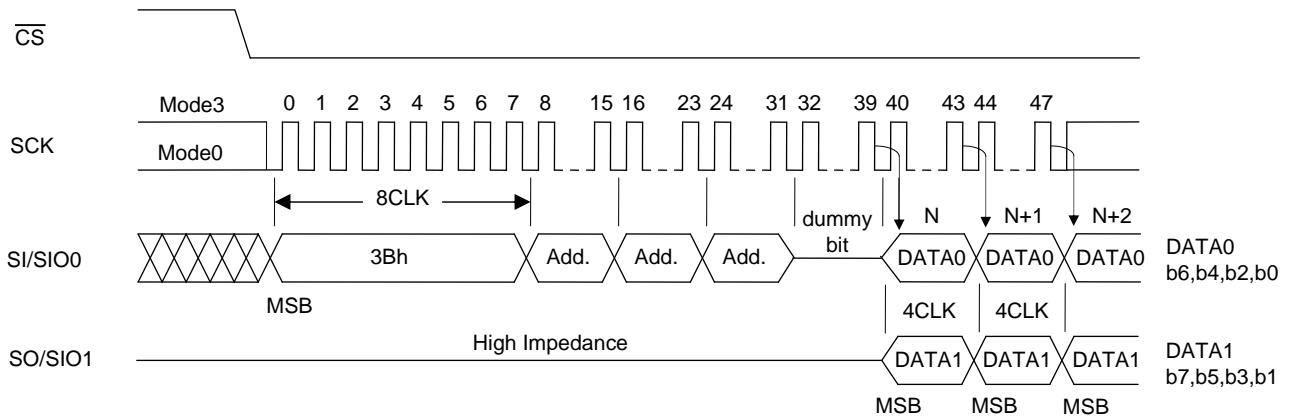 CS
Mode3 0 1 2 3 4 5 6 7 8 15 16 23 24 31 32 39 40 43 44 47
SCK
Mode0
8CLK
dummy bit
N N+1 N+2
SI/SIO0 3Bh Add. Add. Add. DATA0 DATA0 DATA0
DATA0
b6,b4,b2,b0
MSB
4CLK 4CLK
High Impedance
SO/SIO1 DATA1 DATA1 DATA1
DATA1
b7,b5,b3,b1
MSB MSB MSB